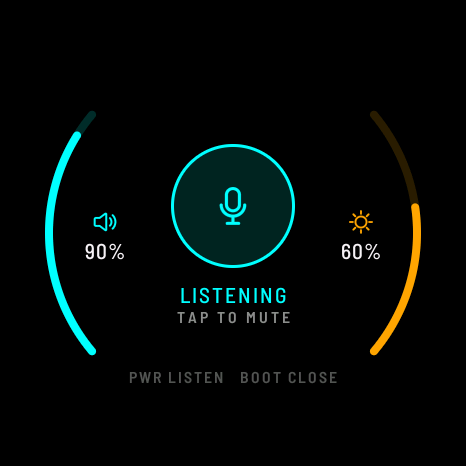 90%
60%
LISTENING
TAP TO MUTE
PWR LISTEN BOOT CLOSE